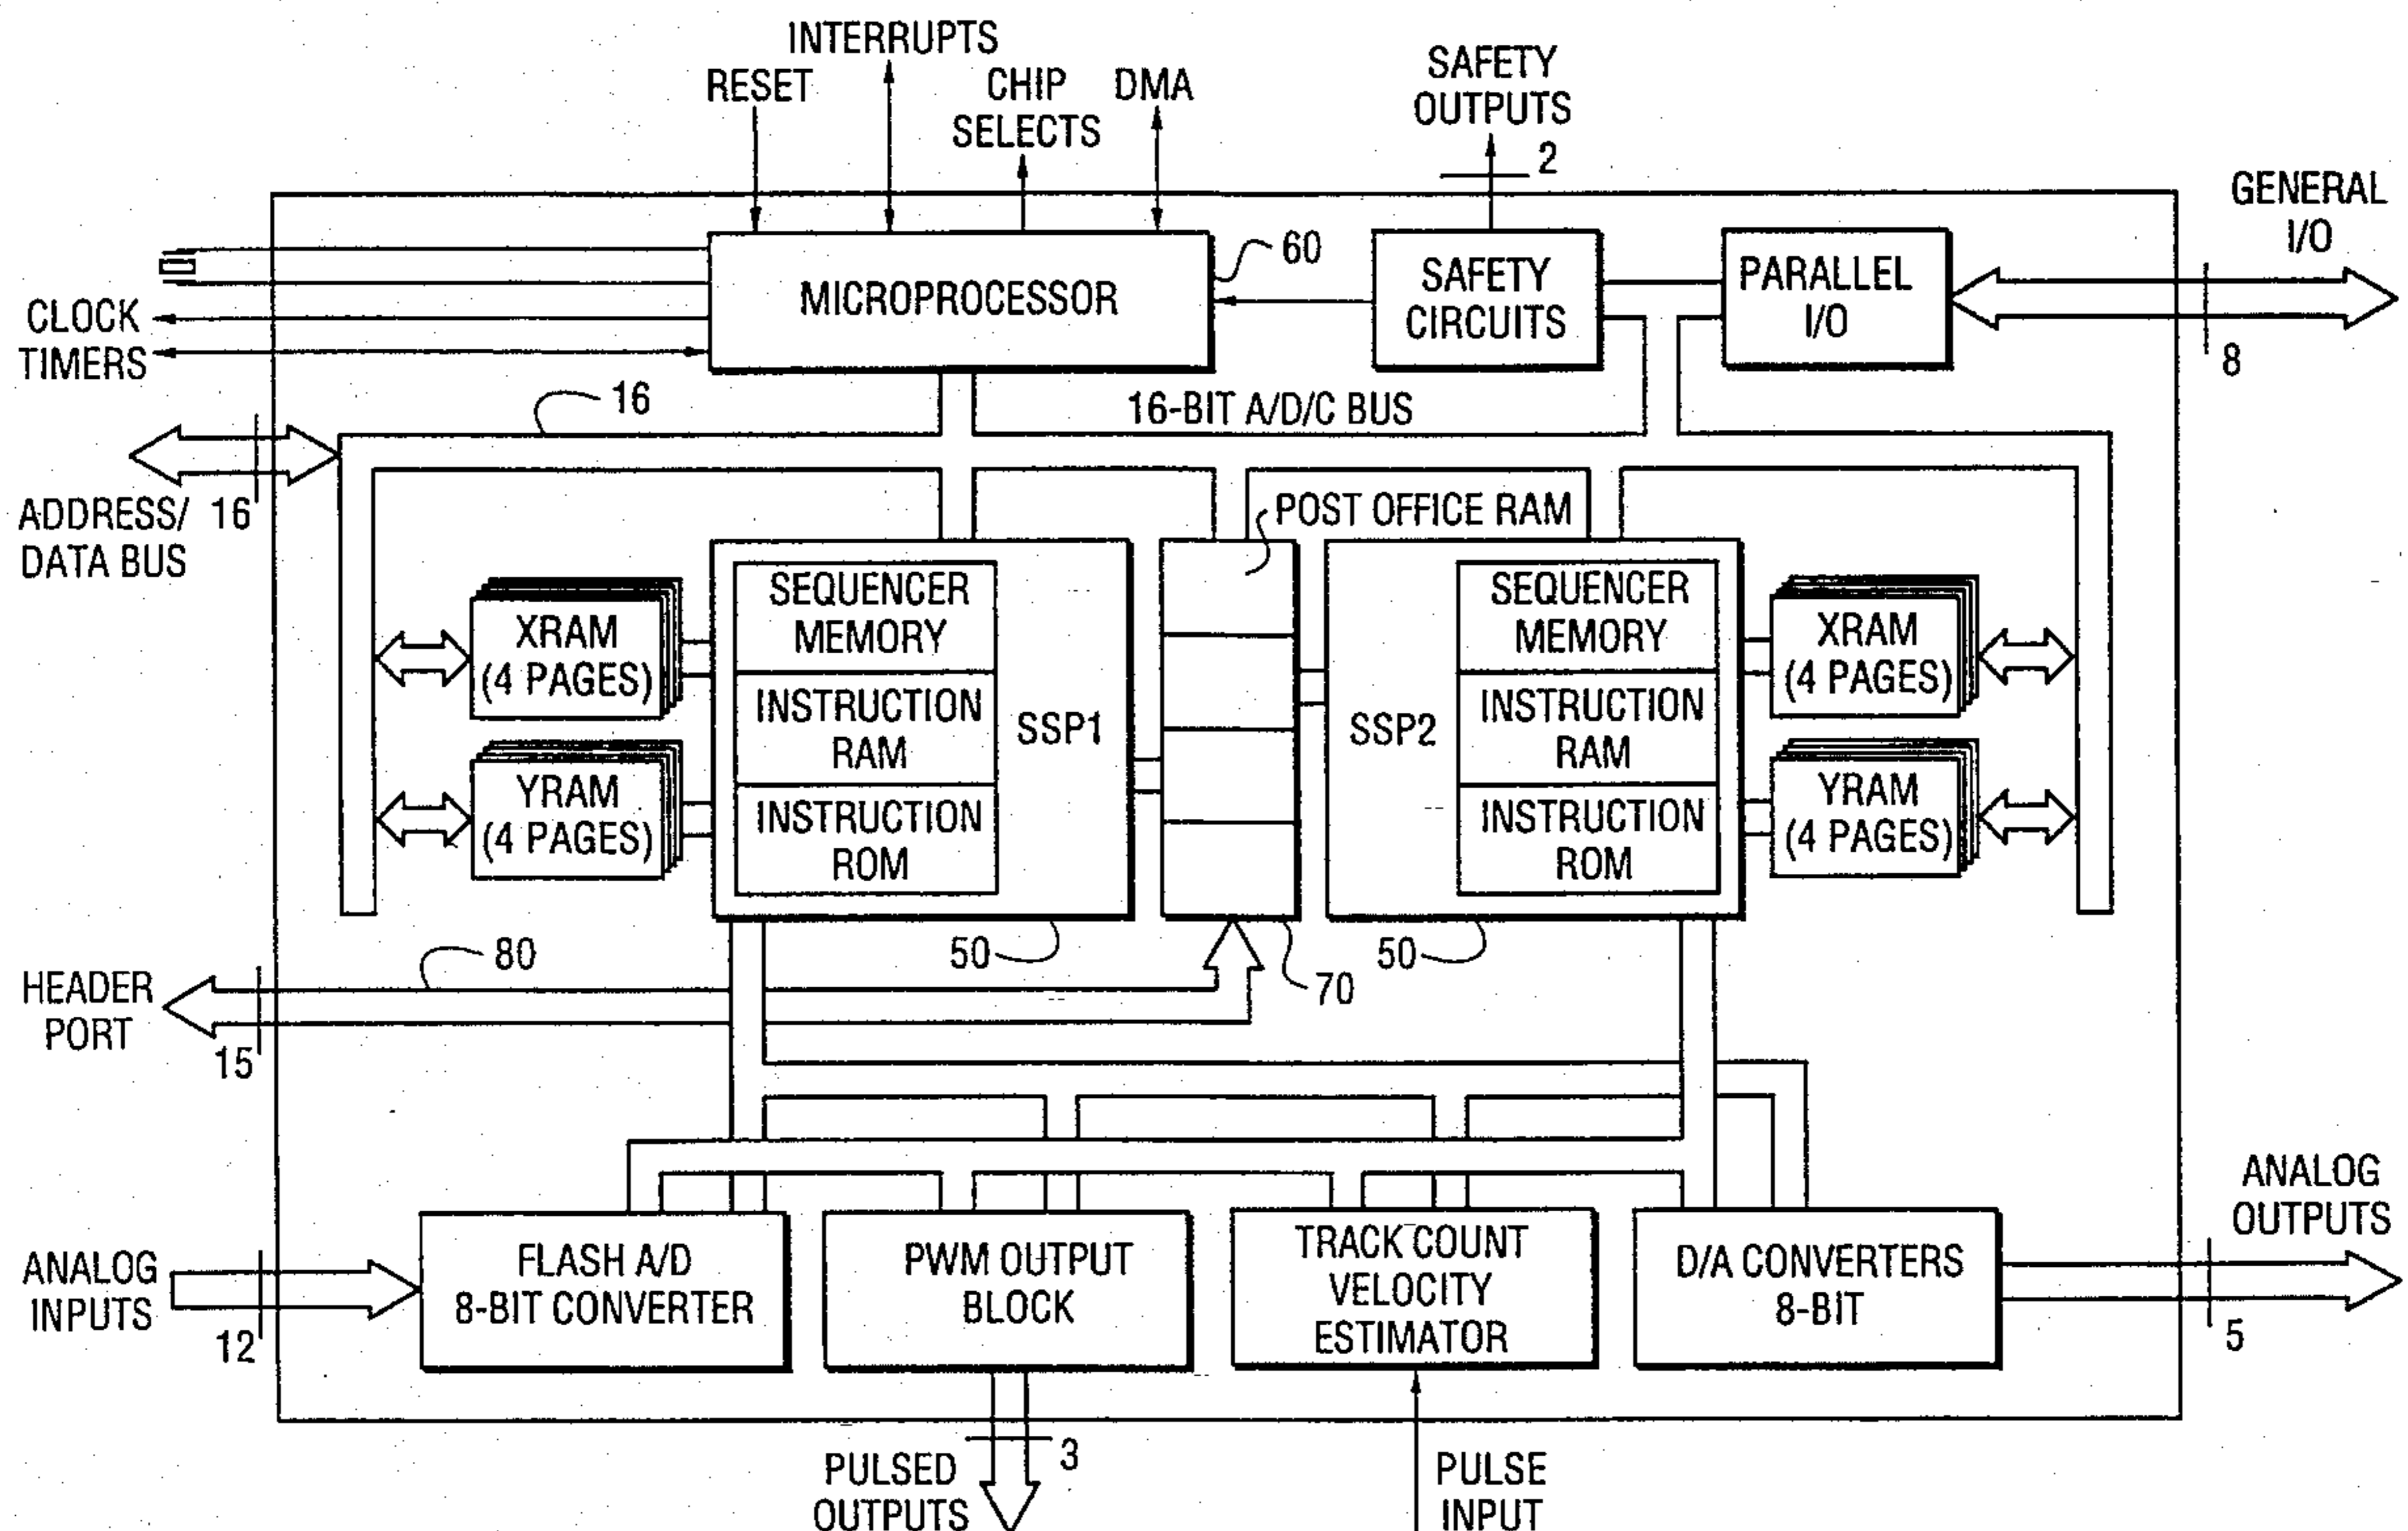 INTERRUPTS
RESET
CHIP
SELECTS
DMA
SAFETY
OUTPUTS
2
GENERAL
I/O
8
60
MICROPROCESSOR
SAFETY
CIRCUITS
PARALLEL
I/O
CLOCK
TIMERS
16
16-BIT A/D/C BUS
ADDRESS/
DATA BUS
16
POST OFFICE RAM
XRAM
(4 PAGES)
YRAM
(4 PAGES)
SEQUENCER
MEMORY
INSTRUCTION
RAM
INSTRUCTION
ROM
SSP1
SSP2
SEQUENCER
MEMORY
INSTRUCTION
RAM
INSTRUCTION
ROM
XRAM
(4 PAGES)
YRAM
(4 PAGES)
80
50
50
70
HEADER
PORT
15
ANALOG
INPUTS
12
FLASH A/D
8-BIT CONVERTER
PWM OUTPUT
BLOCK
TRACK COUNT
VELOCITY
ESTIMATOR
D/A CONVERTERS
8-BIT
ANALOG
OUTPUTS
5
PULSED
OUTPUTS
3
PULSE
INPUT